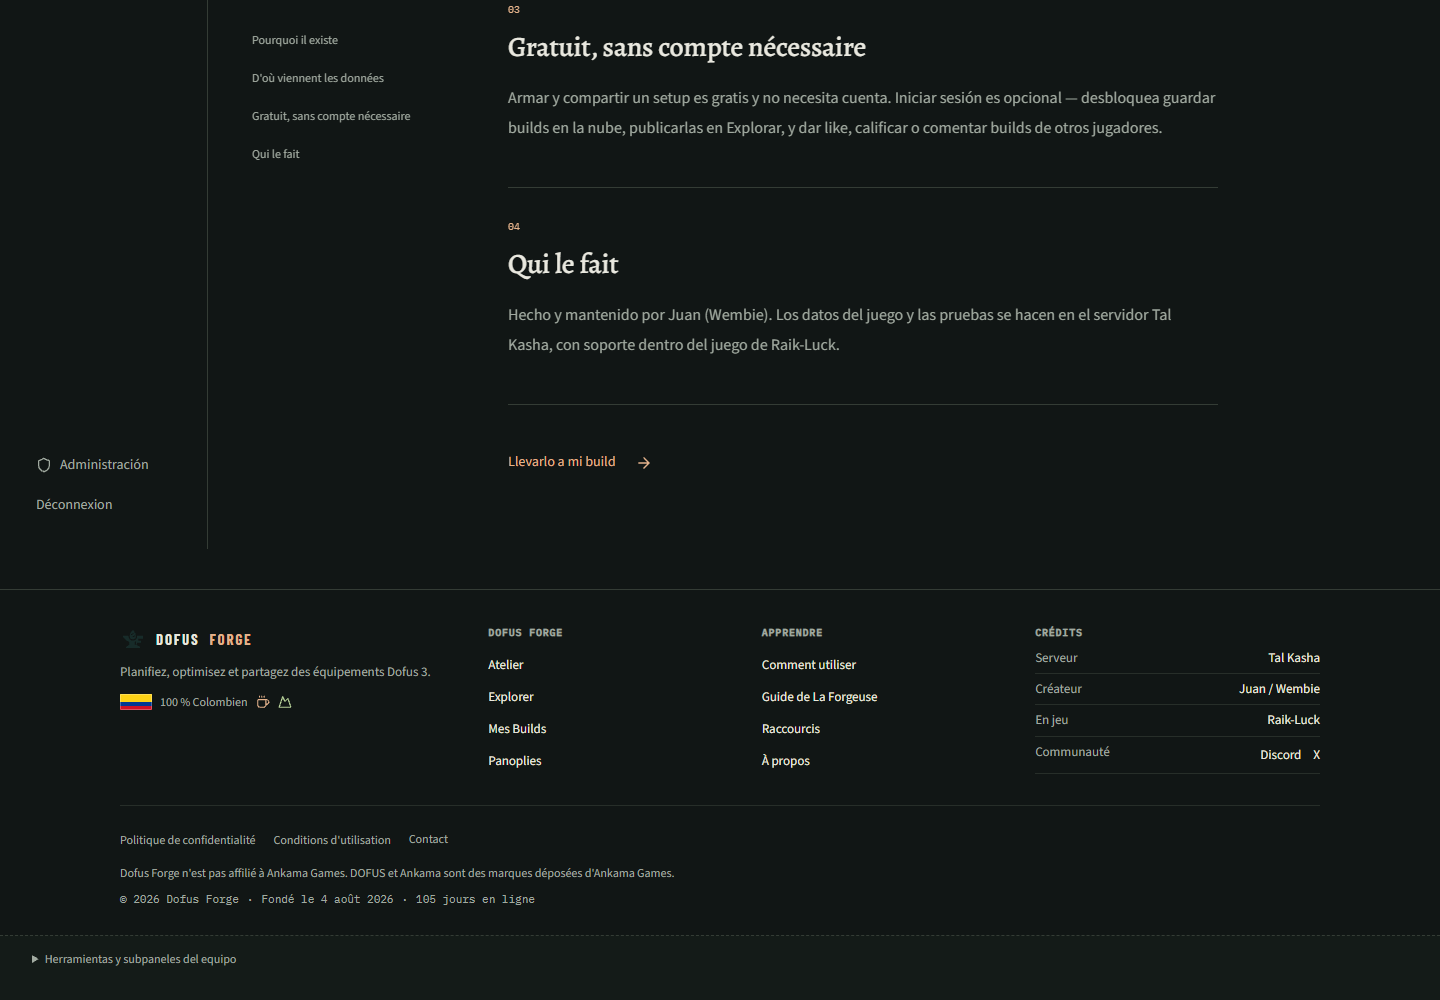 Pourquoi il existe
D'où viennent les données
Gratuit, sans compte nécessaire
Qui le fait
03
Gratuit, sans compte nécessaire
Armar y compartir un setup es gratis y no necesita cuenta. Iniciar sesión es opcional — desbloquea guardar
builds en la nube, publicarlas en Explorar, y dar like, calificar o comentar builds de otros jugadores.
04
Qui le fait
Hecho y mantenido por Juan (Wembie). Los datos del juego y las pruebas se hacen en el servidor Tal
Kasha, con soporte dentro del juego de Raik-Luck.
Llevarlo a mi build
Administración
Déconnexion
DOFUS FORGE
Planifiez, optimisez et partagez des équipements Dofus 3.
100 % Colombien
DOFUS FORGE
Atelier
Explorer
Mes Builds
Panoplies
APPRENDRE
Comment utiliser
Guide de La Forgeuse
Raccourcis
À propos
CRÉDITS
Serveur Tal Kasha
Créateur Juan / Wembie
En jeu Raik-Luck
Communauté Discord X
Politique de confidentialité Conditions d'utilisation Contact
Dofus Forge n'est pas affilié à Ankama Games. DOFUS et Ankama sont des marques déposées d'Ankama Games.
© 2026 Dofus Forge · Fondé le 4 août 2026 · 105 jours en ligne
Herramientas y subpaneles del equipo